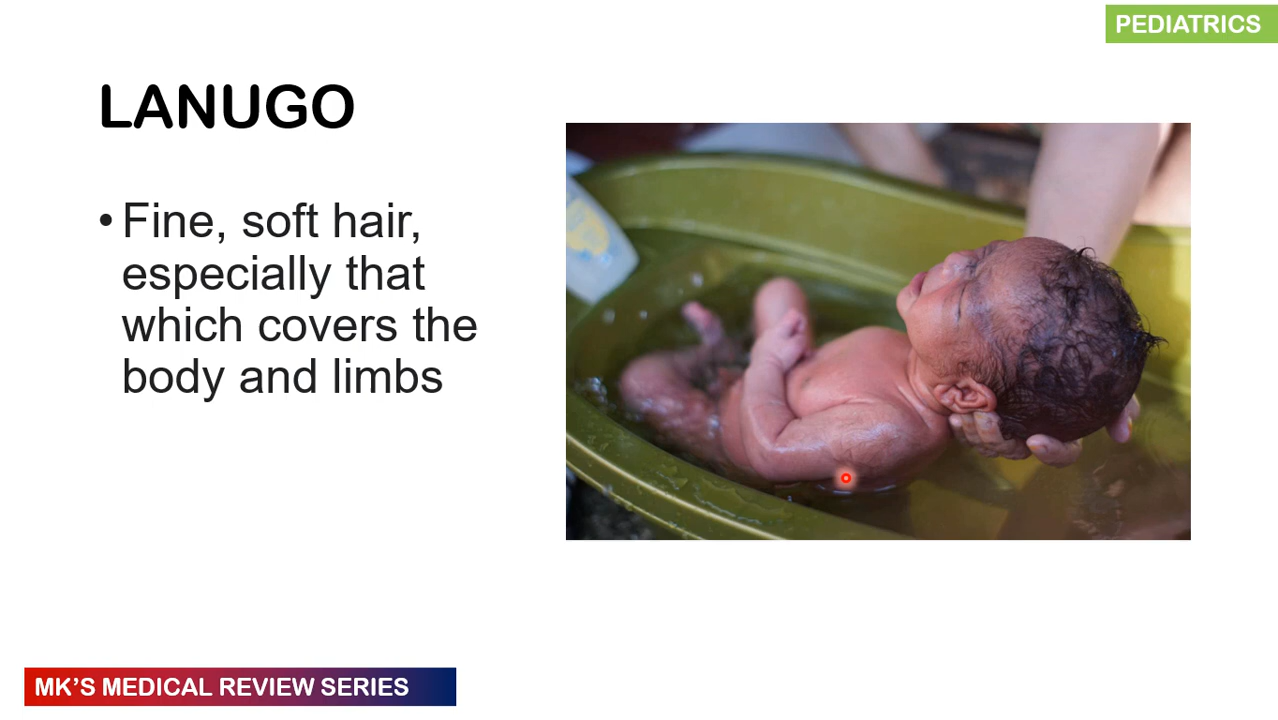 PEDIATRICS
LANUGO
• Fine, soft hair,
especially that
which covers the
body and limbs
MK'S MEDICAL REVIEW SERIES